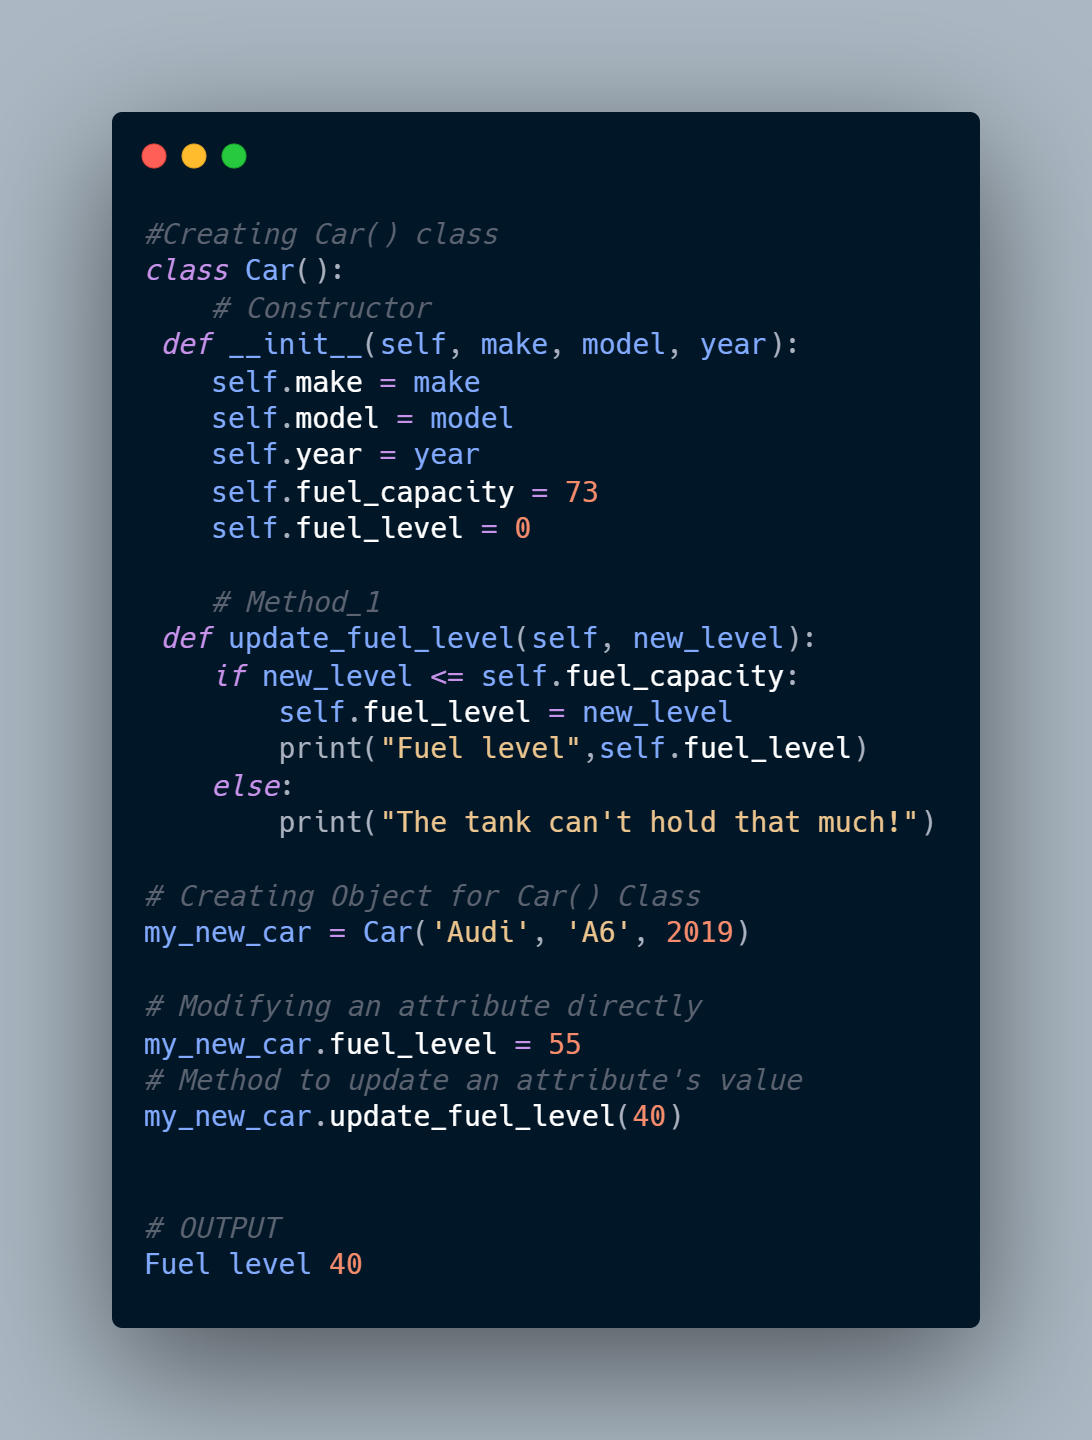 #Creating Car() class
class Car():
    # Constructor
 def __init__(self, make, model, year):
    self.make = make
    self.model = model
    self.year = year
    self.fuel_capacity = 73
    self.fuel_level = 0

    # Method_1
 def update_fuel_level(self, new_level):
    if new_level <= self.fuel_capacity:
        self.fuel_level = new_level
        print("Fuel level",self.fuel_level)
    else:
        print("The tank can't hold that much!")

# Creating Object for Car() Class
my_new_car = Car('Audi', 'A6', 2019)

# Modifying an attribute directly
my_new_car.fuel_level = 55
# Method to update an attribute's value
my_new_car.update_fuel_level(40)


# OUTPUT
Fuel level 40